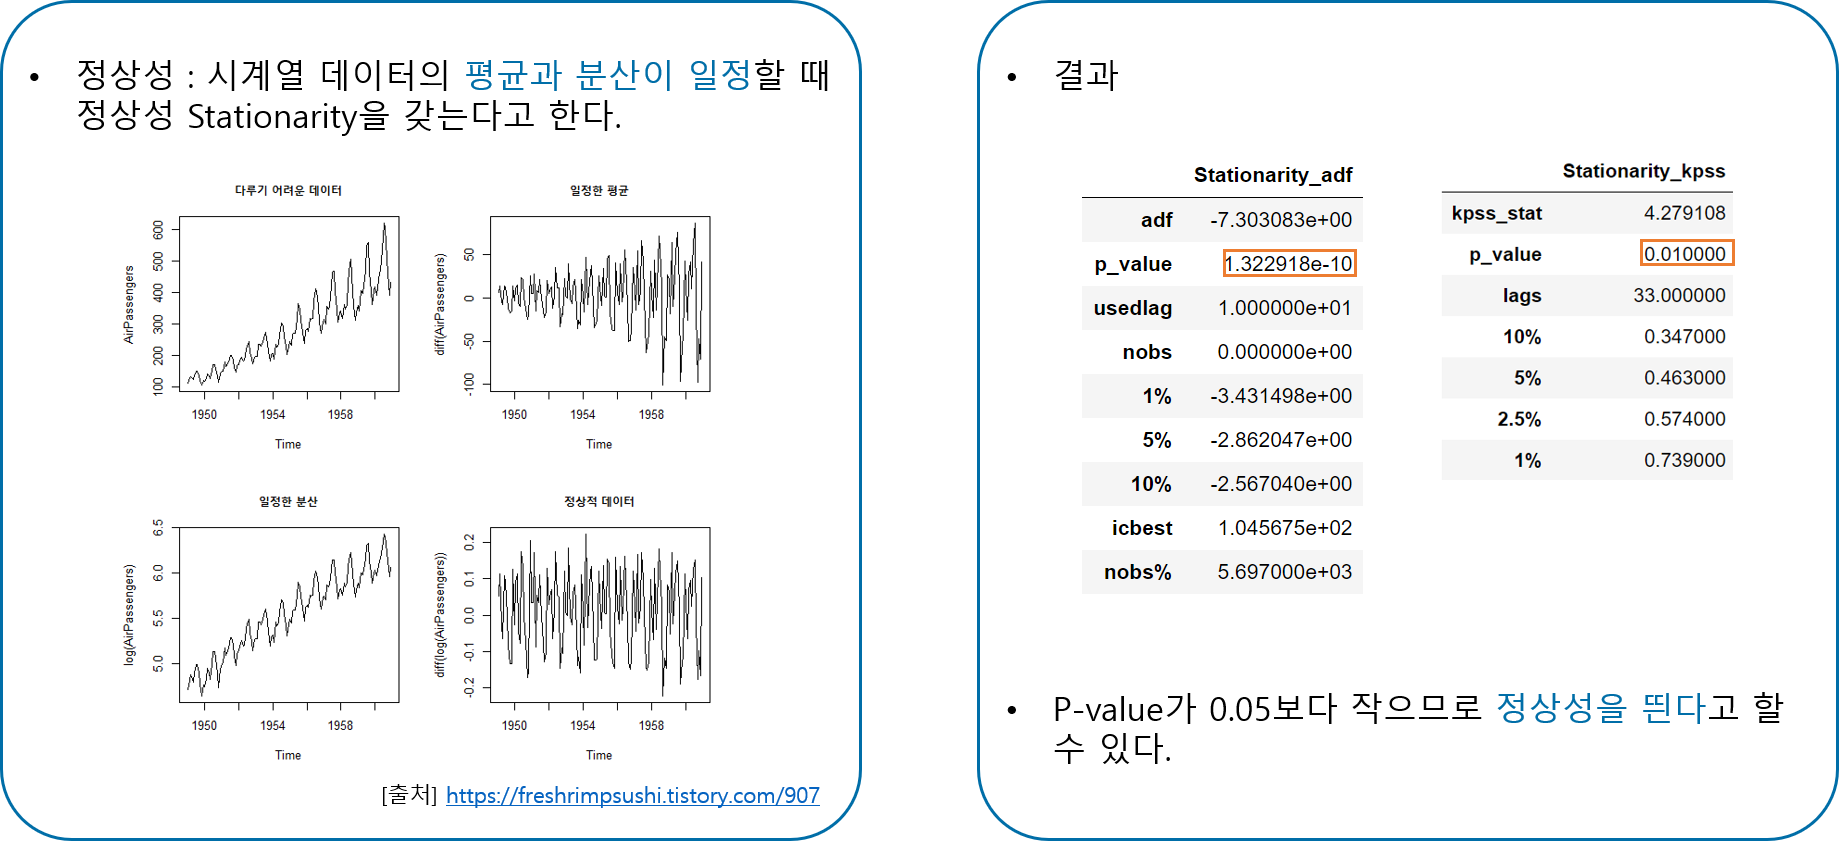 • 정상성 : 시계열 데이터의 평균과 분산이 일정할 때
정상성 Stationarity을 갖는다고 한다.
다루기 어려운 데이터
AirPassengers
600
500
400
300
200
100
1950 1954 1958
Time
일정한 평균
diff(AirPassengers)
50
0
-50
-100
1950 1954 1958
Time
일정한 분산
log(AirPassengers)
6.5
6.0
5.5
5.0
1950 1954 1958
Time
정상적 데이터
diff(log(AirPassengers))
0.2
0.1
0.0
-0.1
-0.2
1950 1954 1958
Time
[출처] https://freshrimpsushi.tistory.com/907
• 결과
Stationarity_adf
adf -7.303083e+00
p_value 1.322918e-10
usedlag 1.000000e+01
nobs 0.000000e+00
1% -3.431498e+00
5% -2.862047e+00
10% -2.567040e+00
icbest 1.045675e+02
nobs% 5.697000e+03
Stationarity_kpss
kpss_stat 4.279108
p_value 0.010000
lags 33.000000
10% 0.347000
5% 0.463000
2.5% 0.574000
1% 0.739000
• P-value가 0.05보다 작으므로 정상성을 띈다고 할
수 있다.